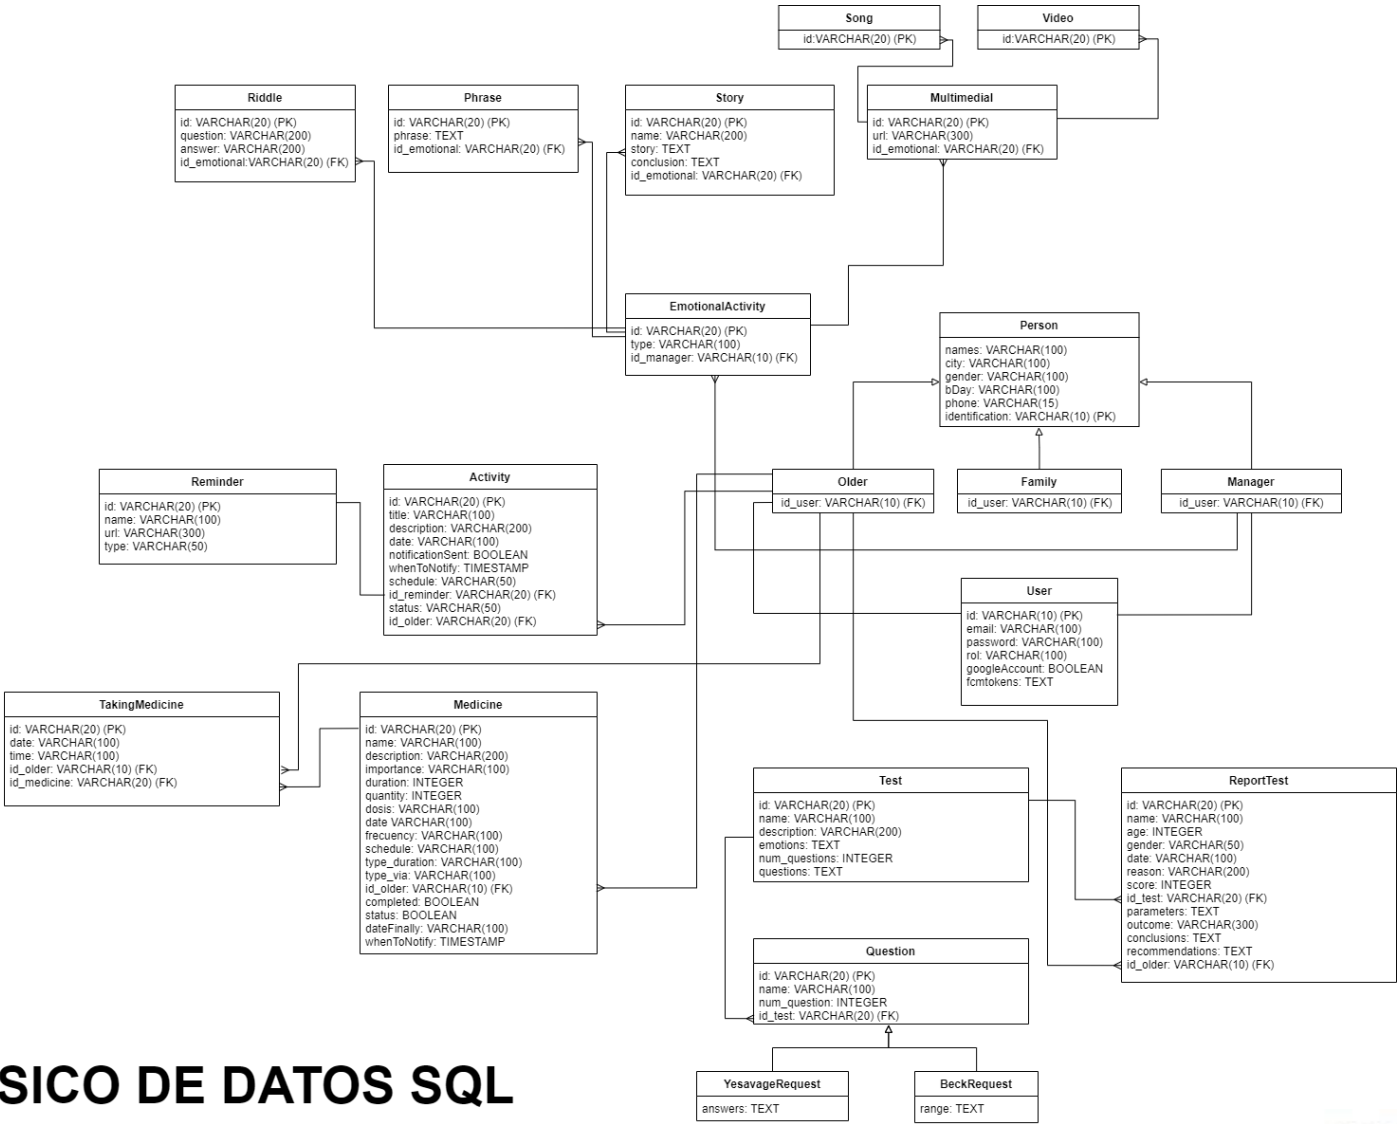 Song
id:VARCHAR(20) (PK)
Video
id:VARCHAR(20) (PK)
Riddle
id: VARCHAR(20) (PK)
question: VARCHAR(200)
answer: VARCHAR(200)
id_emotional:VARCHAR(20) (FK)
Phrase
id: VARCHAR(20) (PK)
phrase: TEXT
id_emotional: VARCHAR(20) (FK)
Story
id: VARCHAR(20) (PK)
name: VARCHAR(200)
story: TEXT
conclusion: TEXT
id_emotional: VARCHAR(20) (FK)
Multimedial
id: VARCHAR(20) (PK)
url: VARCHAR(300)
id_emotional: VARCHAR(20) (FK)
EmotionalActivity
id: VARCHAR(20) (PK)
type: VARCHAR(100)
id_manager: VARCHAR(10) (FK)
Person
names: VARCHAR(100)
city: VARCHAR(100)
gender: VARCHAR(100)
bDay: VARCHAR(100)
phone: VARCHAR(15)
identification: VARCHAR(10) (PK)
Reminder
id: VARCHAR(20) (PK)
name: VARCHAR(100)
url: VARCHAR(300)
type: VARCHAR(50)
Activity
id: VARCHAR(20) (PK)
title: VARCHAR(100)
description: VARCHAR(200)
date: VARCHAR(100)
notificationSent: BOOLEAN
whenToNotify: TIMESTAMP
schedule: VARCHAR(50)
id_reminder: VARCHAR(20) (FK)
status: VARCHAR(50)
id_older: VARCHAR(20) (FK)
Older
id_user: VARCHAR(10) (FK)
Family
id_user: VARCHAR(10) (FK)
Manager
id_user: VARCHAR(10) (FK)
User
id: VARCHAR(10) (PK)
email: VARCHAR(100)
password: VARCHAR(100)
rol: VARCHAR(100)
googleAccount: BOOLEAN
fcmtokens: TEXT
TakingMedicine
id: VARCHAR(20) (PK)
date: VARCHAR(100)
time: VARCHAR(100)
id_older: VARCHAR(10) (FK)
id_medicine: VARCHAR(20) (FK)
Medicine
id: VARCHAR(20) (PK)
name: VARCHAR(100)
description: VARCHAR(200)
importance: VARCHAR(100)
duration: INTEGER
quantity: INTEGER
dosis: VARCHAR(100)
date VARCHAR(100)
frecuency: VARCHAR(100)
schedule: VARCHAR(100)
type_duration: VARCHAR(100)
type_via: VARCHAR(100)
id_older: VARCHAR(10) (FK)
completed: BOOLEAN
status: BOOLEAN
dateFinally: VARCHAR(100)
whenToNotify: TIMESTAMP
Test
id: VARCHAR(20) (PK)
name: VARCHAR(100)
description: VARCHAR(200)
emotions: TEXT
num_questions: INTEGER
questions: TEXT
ReportTest
id: VARCHAR(20) (PK)
name: VARCHAR(100)
age: INTEGER
gender: VARCHAR(50)
date: VARCHAR(100)
reason: VARCHAR(200)
score: INTEGER
id_test: VARCHAR(20) (FK)
parameters: TEXT
outcome: VARCHAR(300)
conclusions: TEXT
recommendations: TEXT
id_older: VARCHAR(10) (FK)
Question
id: VARCHAR(20) (PK)
name: VARCHAR(100)
num_question: INTEGER
id_test: VARCHAR(20) (FK)
YesavageRequest
answers: TEXT
BeckRequest
range: TEXT
SICO DE DATOS SQL